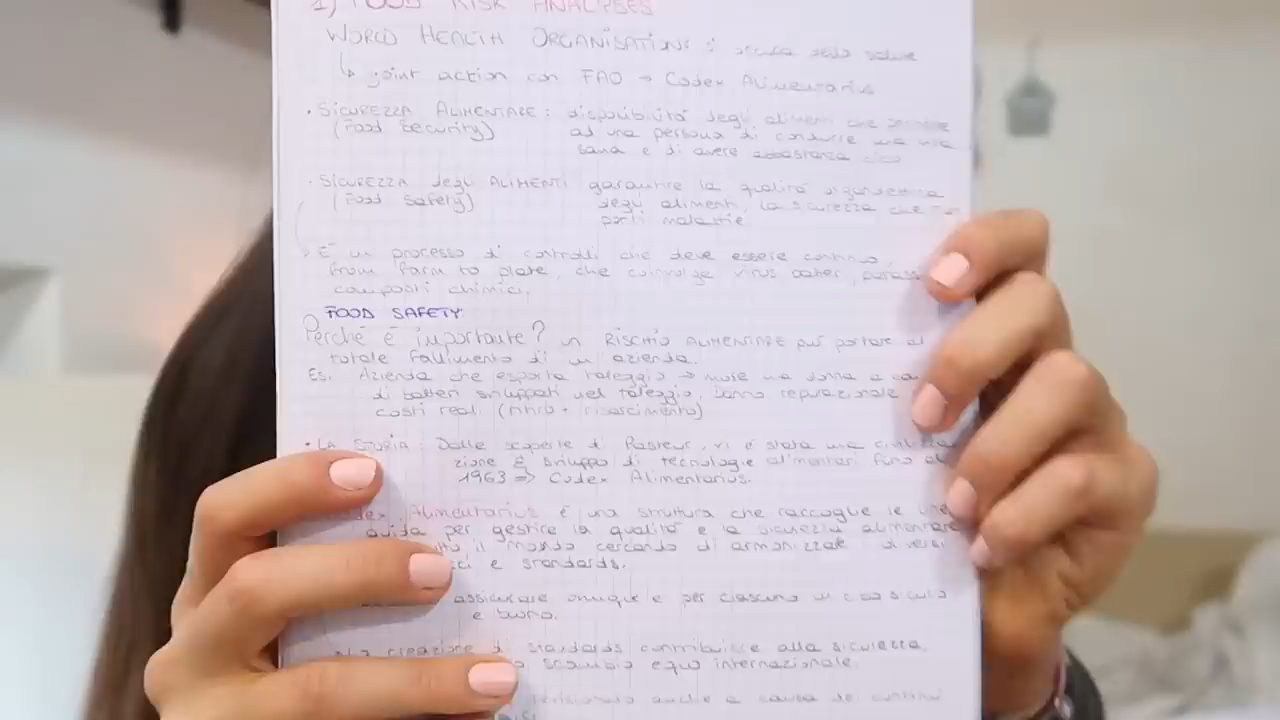 1) FOOD RISK ANALYSES
WORLD HEALTH ORGANISATION:
↳ joint action con FAO → Codex Alimentarius
• SICUREZZA ALIMENTARE: disponibilità degli alimenti che
(Food Security) ad una persona di condurre una vita
sana e di avere abbastanza cibo
• SICUREZZA degli ALIMENTI garantire la qualità
(Food Safety) degli alimenti, la sicurezza che
porti malattie
È un processo di controlli che deve essere continuo,
from farm to plate, che coinvolge virus, batteri,
composti chimici.
FOOD SAFETY
Perché è importante? un RISCHIO ALIMENTARE può portare al
totale fallimento di un'azienda.
Es. Azienda che esporta taleggio → muore una donna a
di batteri sviluppati nel taleggio, danno reputazionale
costi reali (ritiro + risarcimento)
• LA STORIA: Dalle scoperte di Pasteur, vi è stata una
zione & sviluppo di tecnologie alimentari fino al
1963 ⇒ Codex Alimentarius.
Alimentarius è una struttura che raccoglie le linee
guida per gestire la qualità e la sicurezza alimentare
il mondo cercando di armonizzare diversi
e standards.
assicurare ovunque e per ciascuno un cibo sicuro
e buono.
La creazione di standards contribuisce alla sicurezza,
scambio equo internazionale.
anche a causa dei continui